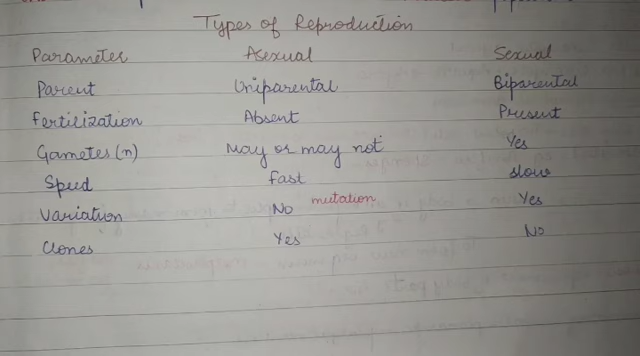 Types of Reproduction
Parameter Asexual Sexual
Parent Uniparental Biparental
Fertilization Absent Present
Gametes (n) May or may not Yes
Speed fast slow
Variation No mutation Yes
Clones Yes No